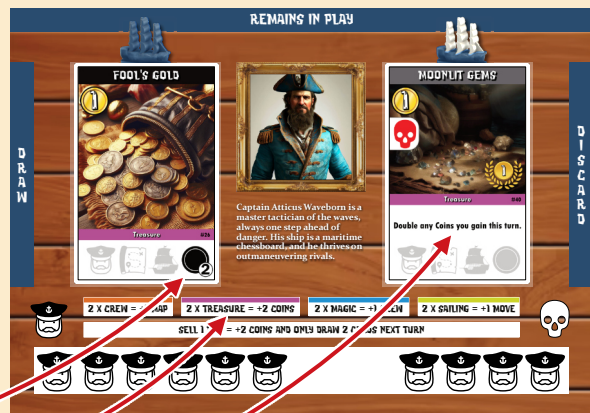 REMAINS IN PLAY
DRAW
FOOL'S GOLD
1
Treasure
2
Captain Atticus Waveborn is a
master tactician of the waves,
always one step ahead of
danger. His ship is a maritime
chessboard, and he thrives on
outmaneuvering rivals.
MOONLIT GEMS
1
1
Treasure
Double any Coins you gain this turn.
DISCARD
2 X CREW = MAP
2 X TREASURE = +2 COINS
2 X MAGIC = +1
2 X SAILING = +1 MOVE
SELL 1 = +2 COINS AND ONLY DRAW 2 NEXT TURN